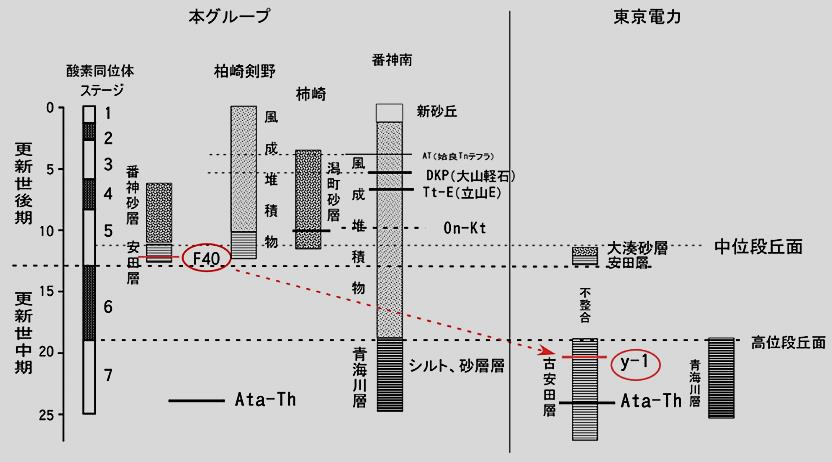 本グループ
東京電力
番神南
酸素同位体
ステージ
柏崎剣野
柿崎
0
5
10
15
20
25
更新世後期
更新世中期
1
2
3
4
5
6
7
番神砂層
安田層
F40
風成堆積物
潟町砂層
風成堆積物
新砂丘
AT(姶良Tnテフラ)
DKP(大山軽石)
Tt-E(立山E)
On-Kt
大湊砂層
安田層
中位段丘面
不整合
高位段丘面
青海川層
シルト、砂層層
古安田層
y-1
青海川層
Ata-Th
Ata-Th